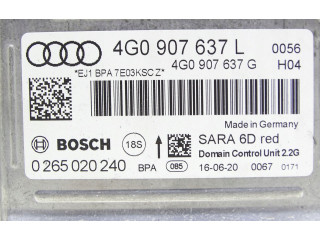 4G0 907 637 L 0056
*EJ1 BPA 7E03KSC Z* 4G0 907 637 G H04
Made in Germany
BOSCH 18S SARA 6D red
Domain Control Unit 2.2G
0 265 020 240 BPA 085 16-06-20 0067 0171